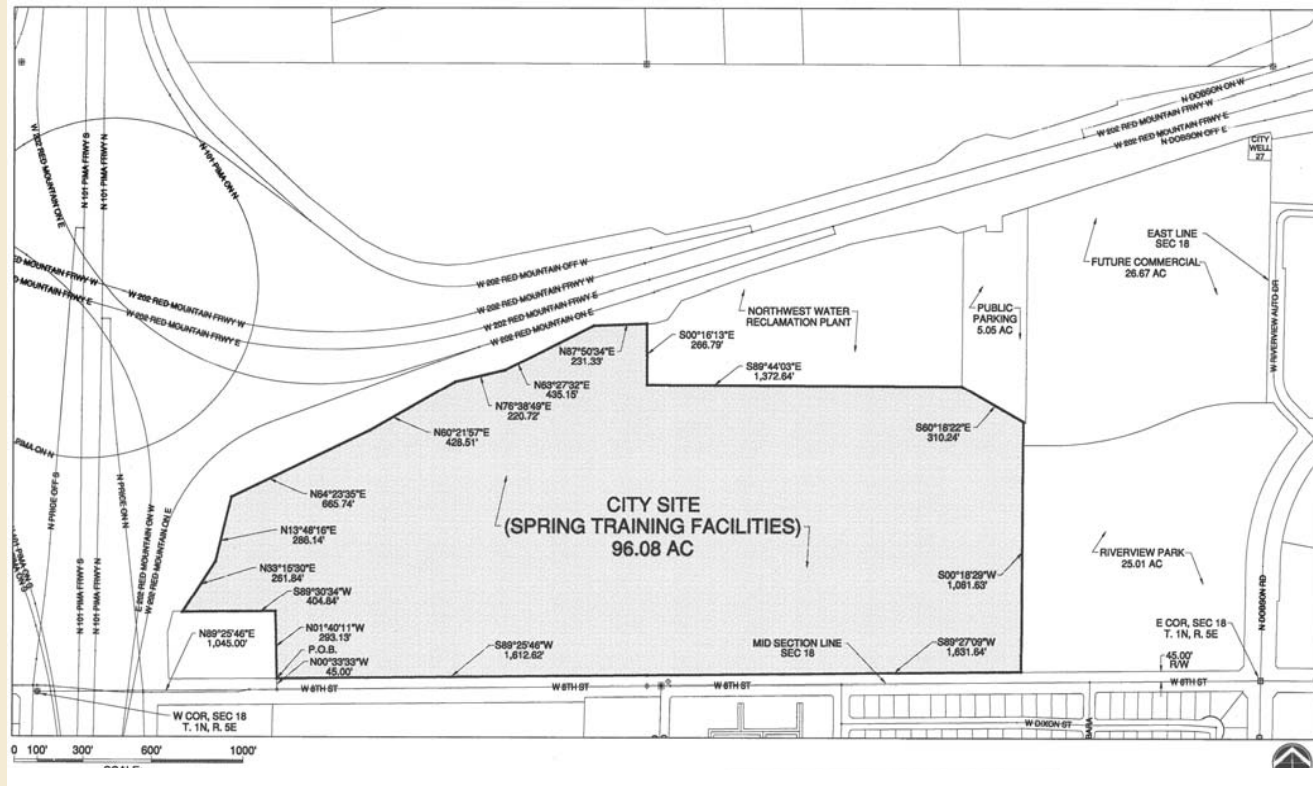 N DOBSON ON W
W 202 RED MOUNTAIN FRWY W
W 202 RED MOUNTAIN FRWY E
N DOBSON OFF E
CITY
WELL
27
W 202 RED MOUNTAIN ON E
N 101 PIMA FRWY S
N 101 PIMA FRWY N
N 101 PIMA ON N
EAST LINE
SEC 18
FUTURE COMMERCIAL
26.67 AC
W 202 RED MOUNTAIN OFF W
W 202 RED MOUNTAIN FRWY W
W 202 RED MOUNTAIN FRWY E
W 202 RED MOUNTAIN ON E
D MOUNTAIN FRWY W
D MOUNTAIN FRWY E
W 202 RED MOUNTAIN FRWY W
W 202 RED MOUNTAIN FRWY E
W RIVERVIEW AUTO DR
NORTHWEST WATER
RECLAMATION PLANT
PUBLIC
PARKING
5.05 AC
S00°16'13"E
266.79'
N87°50'34"E
231.33'
S89°44'03"E
1,372.64'
N63°27'32"E
435.15'
N76°38'49"E
220.72'
S60°18'22"E
310.24'
N60°21'57"E
428.51'
PIMA ON N
N PRICE OFF S
N PRICE ON N
N64°23'35"E
665.74'
CITY SITE
(SPRING TRAINING FACILITIES)
96.08 AC
N13°48'16"E
286.14'
E 202 RED MOUNTAIN ON W
W 202 RED MOUNTAIN ON E
N 101 PIMA FRWY S
N 101 PIMA FRWY N
RIVERVIEW PARK
25.01 AC
N33°15'30"E
261.84'
S00°18'29"W
1,081.63'
S89°30'34"W
404.84'
N DOBSON RD
N89°25'46"E
1,045.00'
N01°40'11"W
293.13'
P.O.B.
N00°33'33"W
45.00'
S89°25'46"W
1,612.62'
MID SECTION LINE
SEC 18
S89°27'09"W
1,631.64'
E COR, SEC 18
T. 1N, R. 5E
45.00'
R/W
W 8TH ST
W 8TH ST
W 8TH ST
W 8TH ST
W COR, SEC 18
T. 1N, R. 5E
W DIXON ST
BARA
0 100' 300' 600' 1000'